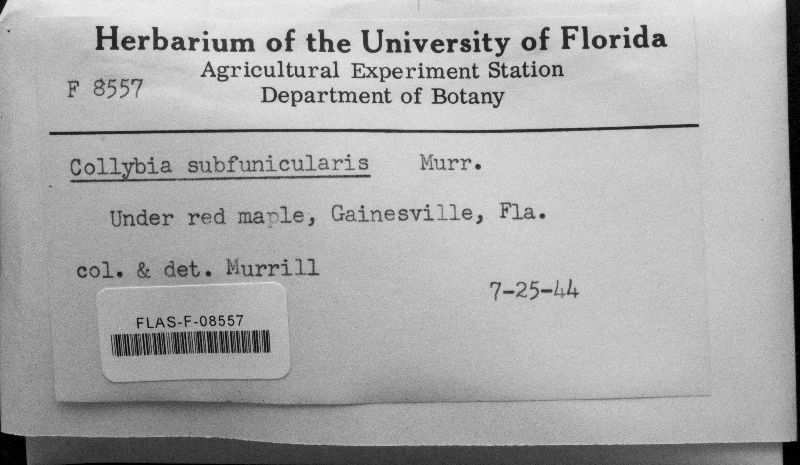 Herbarium of the University of Florida
Agricultural Experiment Station
F 8557
Department of Botany
Collybia subfunicularis Murr.
Under red maple, Gainesville, Fla.
col. & det. Murrill
7-25-44
FLAS-F-08557